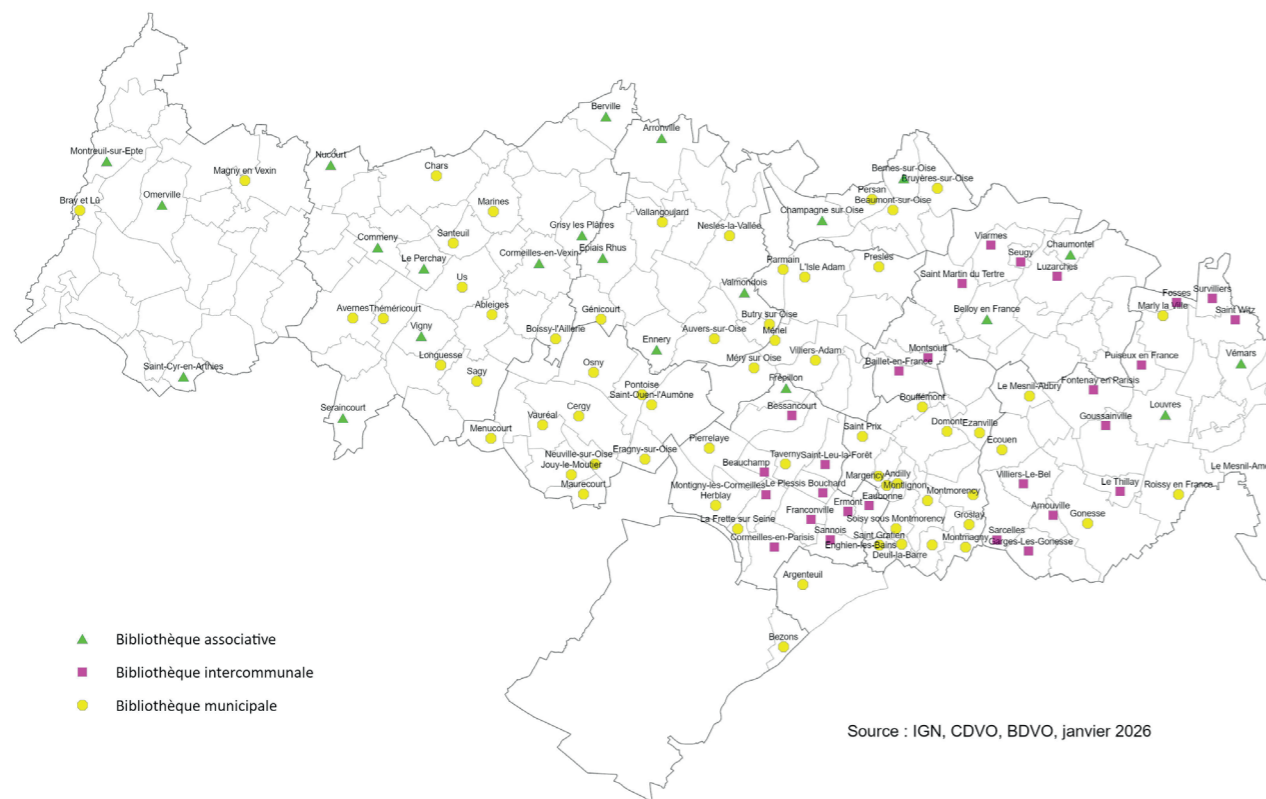 Berville
Arronville
Montreuil-sur-Epte
Nucourt
Chars
Magny en Vexin
Bernes-sur-Oise
Bruyères-sur-Oise
Persan
Beaumont-sur-Oise
Omerville
Bray et Lû
Marines
Vallangoujard
Champagne sur Oise
Grisy les Plâtres
Nesles-la-Vallée
Commeny
Santeuil
Viarmes
Seugy
Chaumontel
Le Perchay
Cormeilles-en-Vexin
Epiais Rhus
Parmain
L'Isle Adam
Presles
Saint Martin du Tertre
Luzarches
Us
Valmondois
Fosses
Survilliers
Marly la Ville
Saint Witz
Avernes
Théméricourt
Ableiges
Génicourt
Butry sur Oise
Belloy en France
Vigny
Boissy-l'Aillerie
Ennery
Auvers-sur-Oise
Mériel
Longuesse
Sagy
Osny
Méry sur Oise
Villiers-Adam
Montsoult
Baillet-en-France
Puiseux en France
Vémars
Saint-Cyr-en-Arthies
Pontoise
Saint-Ouen-l'Aumône
Frépillon
Le Mesnil-Aubry
Fontenay en Parisis
Serraincourt
Cergy
Vauréal
Bessancourt
Bouffémont
Louvres
Menucourt
Saint Prix
Domont
Ezanville
Goussainville
Ecouen
Neuville-sur-Oise
Eragny-sur-Oise
Pierrelaye
Jouy-le-Moutier
Beauchamp
Taverny
Saint-Leu-la-Forêt
Le Mesnil-Am
Maurecourt
Montigny-lès-Cormeilles
Le Plessis Bouchard
Margency
Andilly
Montlignon
Villiers-Le-Bel
Le Thillay
Roissy en France
Herblay
Ermont
Eaubonne
Montmorency
Franconville
Arnouville
La Frette sur Seine
Sannois
Soisy sous Montmorency
Groslay
Gonesse
Cormeilles-en-Parisis
Saint Gratien
Enghien-les-Bains
Deuil-la-Barre
Montmagny
Sarcelles
Garges-Les-Gonesse
Argenteuil
Bezons
Bibliothèque associative
Bibliothèque intercommunale
Bibliothèque municipale
Source : IGN, CDVO, BDVO, janvier 2026